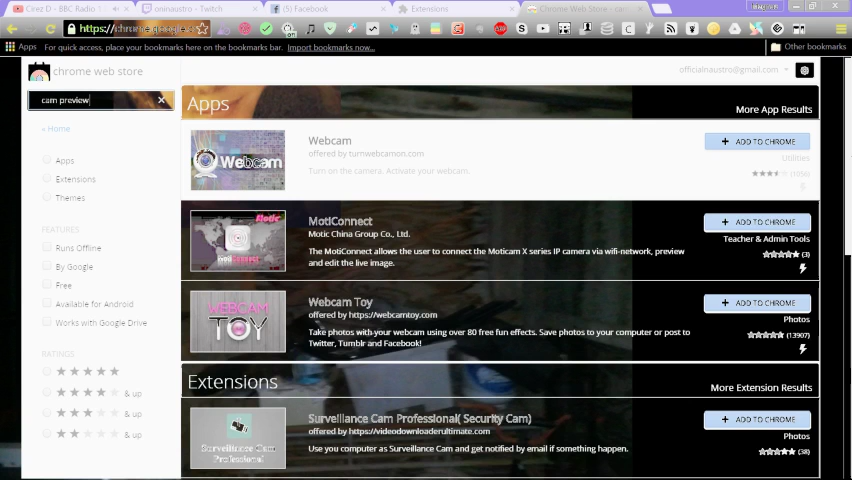 Cirez D - BBC Radio 1
oninaustro - Twitch
(5) Facebook
Extensions
Chrome Web Store - cam
https://chrome.google.c
Apps
For quick access, place your bookmarks here on the bookmarks bar. Import bookmarks now...
Other bookmarks
chrome web store
officialnaustro@gmail.com
cam preview
« Home
Apps
Extensions
Themes
FEATURES
Runs Offline
By Google
Free
Available for Android
Works with Google Drive
RATINGS
& up
& up
& up
Apps
More App Results
Webcam
Webcam
offered by turnwebcamon.com
Turn on the camera. Activate your webcam.
ADD TO CHROME
Utilities
MotiConnect
Motic China Group Co., Ltd.
The MotiConnect allows the user to connect the Moticam X series IP camera via wifi-network, preview
and edit the live image.
ADD TO CHROME
Teacher & Admin Tools
(3)
Motic
MotiConnect
WEBCAM
TOY
Webcam Toy
offered by https://webcamtoy.com
Take photos with your webcam using over 80 free fun effects. Save photos to your computer or post to
Twitter, Tumblr and Facebook!
ADD TO CHROME
Photos
(13907)
Extensions
More Extension Results
Surveillance Cam
Professional
Surveillance Cam Professional( Security Cam)
offered by https://videodownloaderultimate.com
Use you computer as Surveillance Cam and get notified by email if something happen.
ADD TO CHROME
Photos
(38)